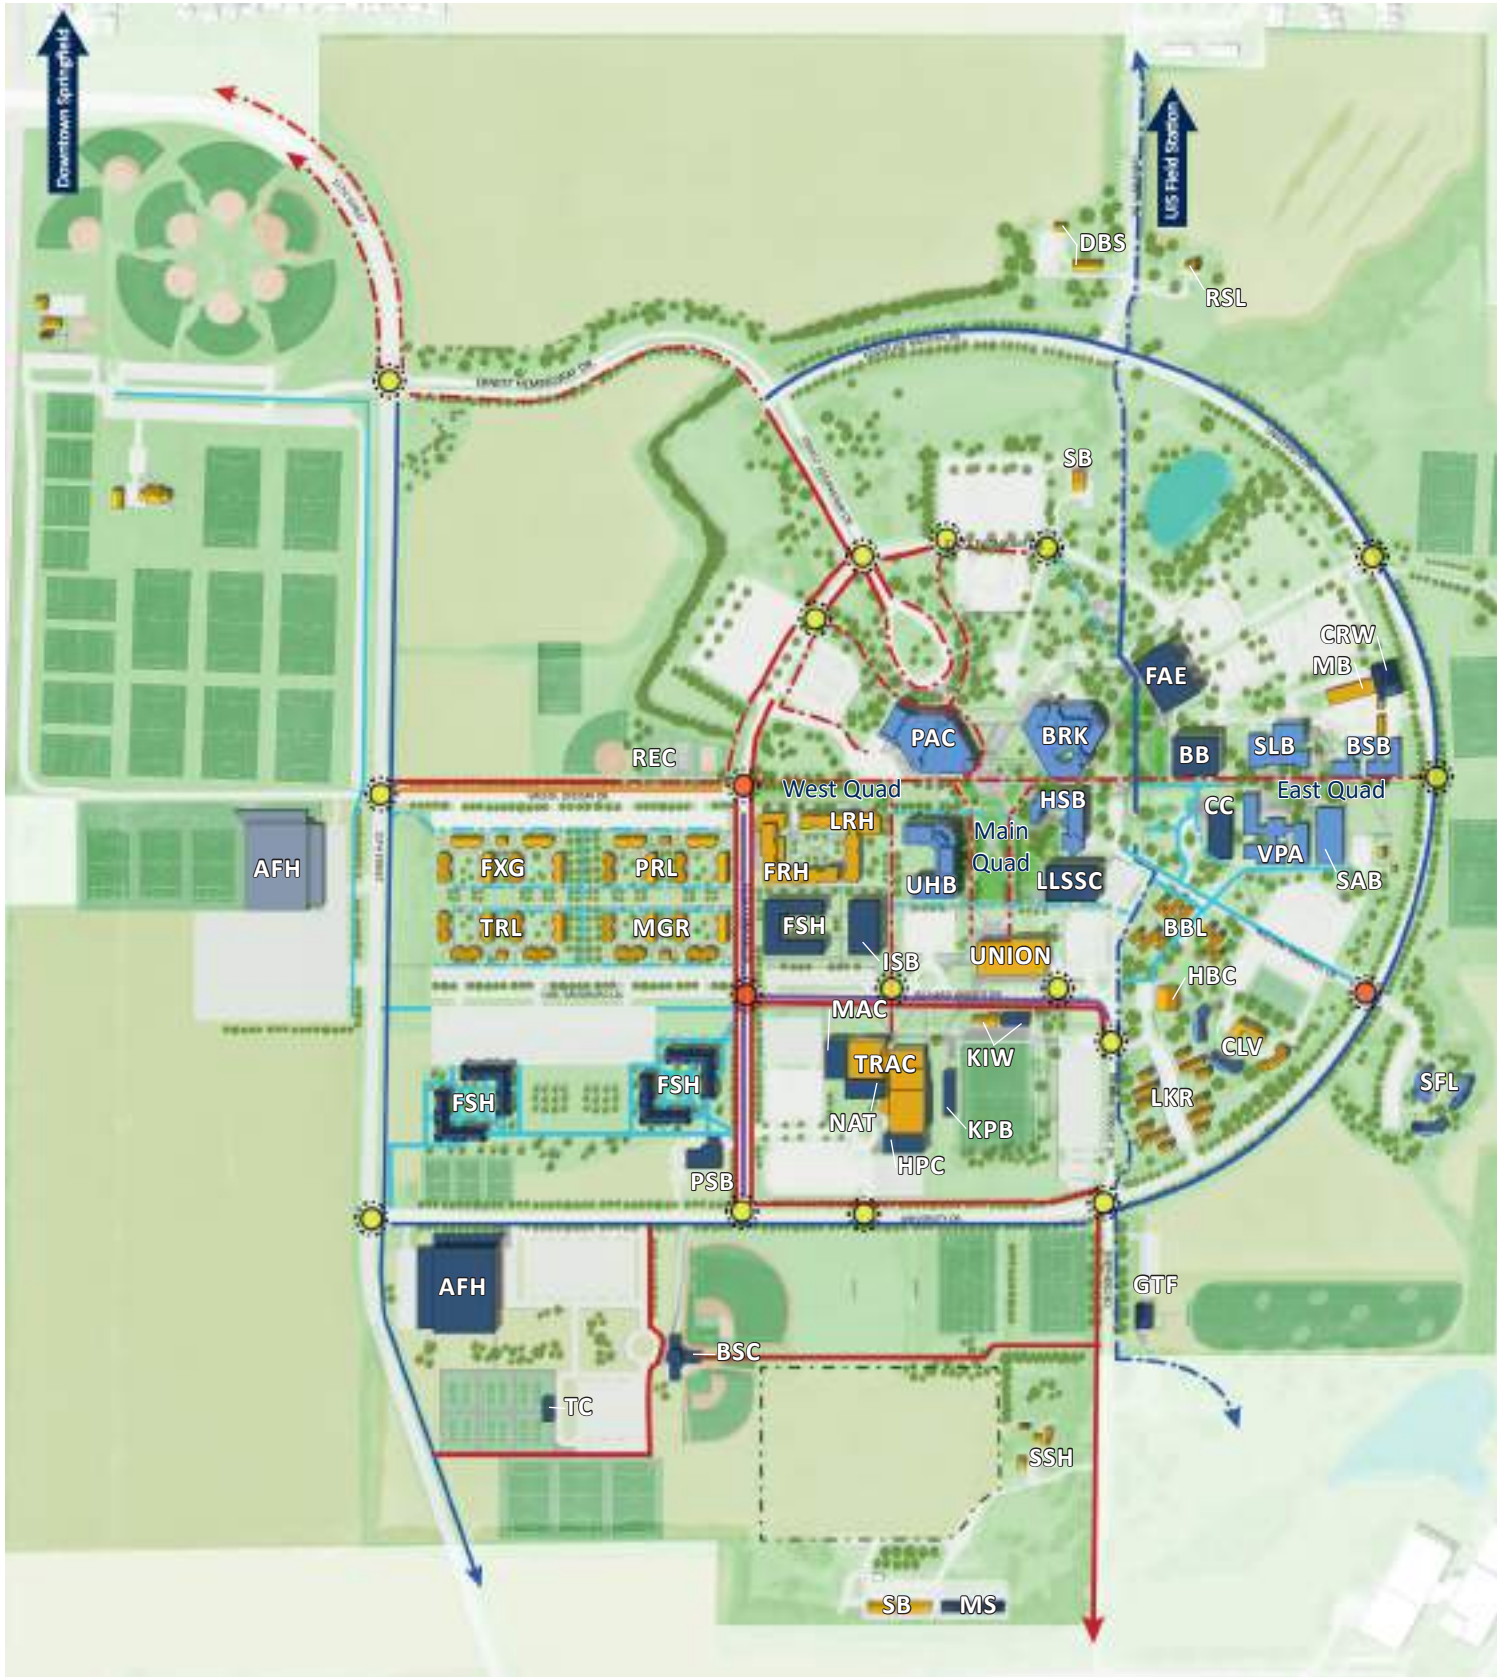 Downtown Springfield
UIS Field Station
DBS
RSL
ERNEST HEMINGWAY DR
SB
CRW
MB
FAE
PAC
BRK
BB
SLB
BSB
REC
West Quad
East Quad
HSB
CC
LRH
Main
Quad
VPA
AFH
FXG
PRL
FRH
UHB
LLSSC
SAB
TRL
MGR
FSH
ISB
UNION
BBL
HBC
MAC
KIW
CLV
TRAC
FSH
FSH
NAT
KPB
LKR
SFL
HPC
PSB
AFH
GTF
BSC
TC
SSH
SB
MS